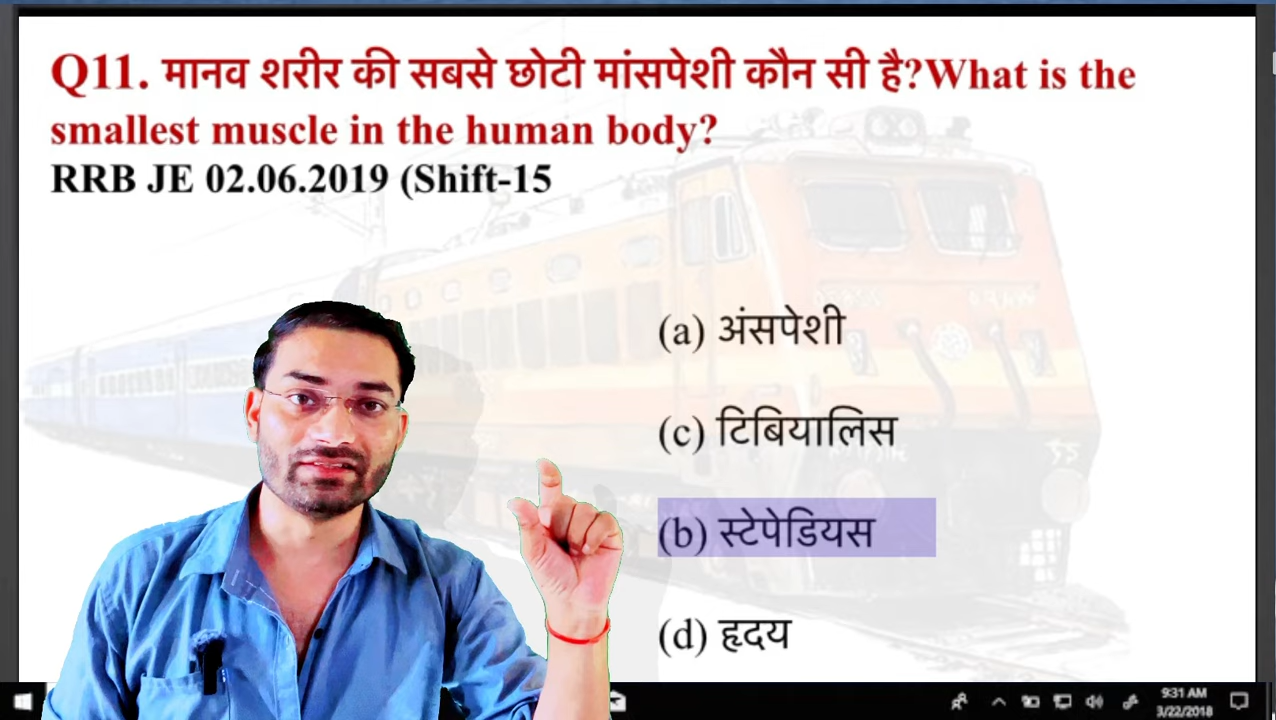 Q11. मानव शरीर की सबसे छोटी मांसपेशी कौन सी है?What is the
smallest muscle in the human body?
RRB JE 02.06.2019 (Shift-15
(a) अंसपेशी
(c) टिबियालिस
(b) स्टेपेडियस
(d) हृदय
9:31 AM
3/22/2018